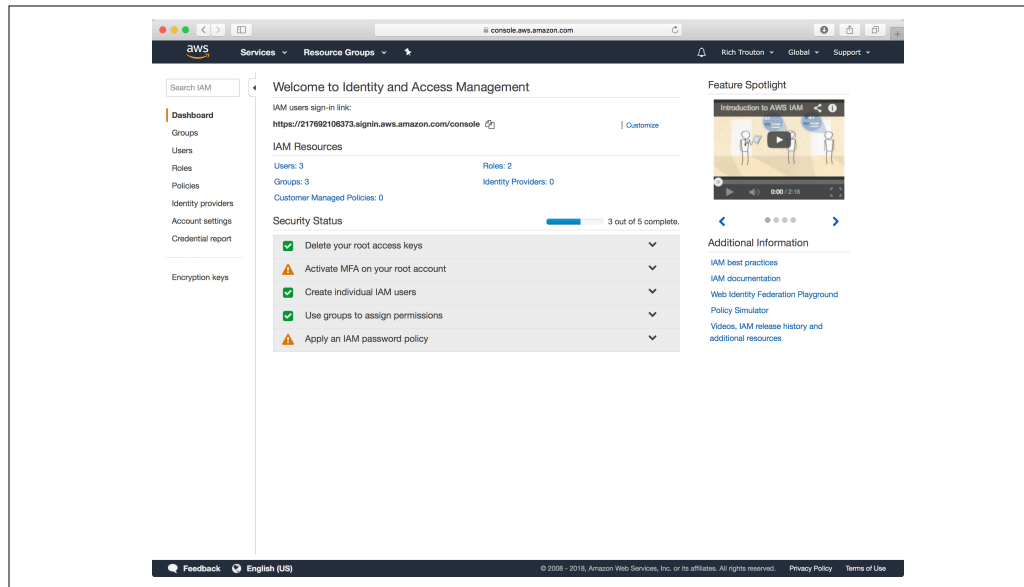 console.aws.amazon.com
aws
Services
Resource Groups
Rich Trouton
Global
Support
Search IAM
Dashboard
Groups
Users
Roles
Policies
Identity providers
Account settings
Credential report
Encryption keys
Welcome to Identity and Access Management
IAM users sign-in link:
https://217692106373.signin.aws.amazon.com/console
| Customize
IAM Resources
Users: 3
Roles: 2
Groups: 3
Identity Providers: 0
Customer Managed Policies: 0
Security Status
3 out of 5 complete.
Delete your root access keys
Activate MFA on your root account
Create individual IAM users
Use groups to assign permissions
Apply an IAM password policy
Feature Spotlight
Introduction to AWS IAM
0:00 / 2:16
Additional Information
IAM best practices
IAM documentation
Web Identity Federation Playground
Policy Simulator
Videos, IAM release history and
additional resources
Feedback
English (US)
© 2008 - 2018, Amazon Web Services, Inc. or its affiliates. All rights reserved.
Privacy Policy
Terms of Use